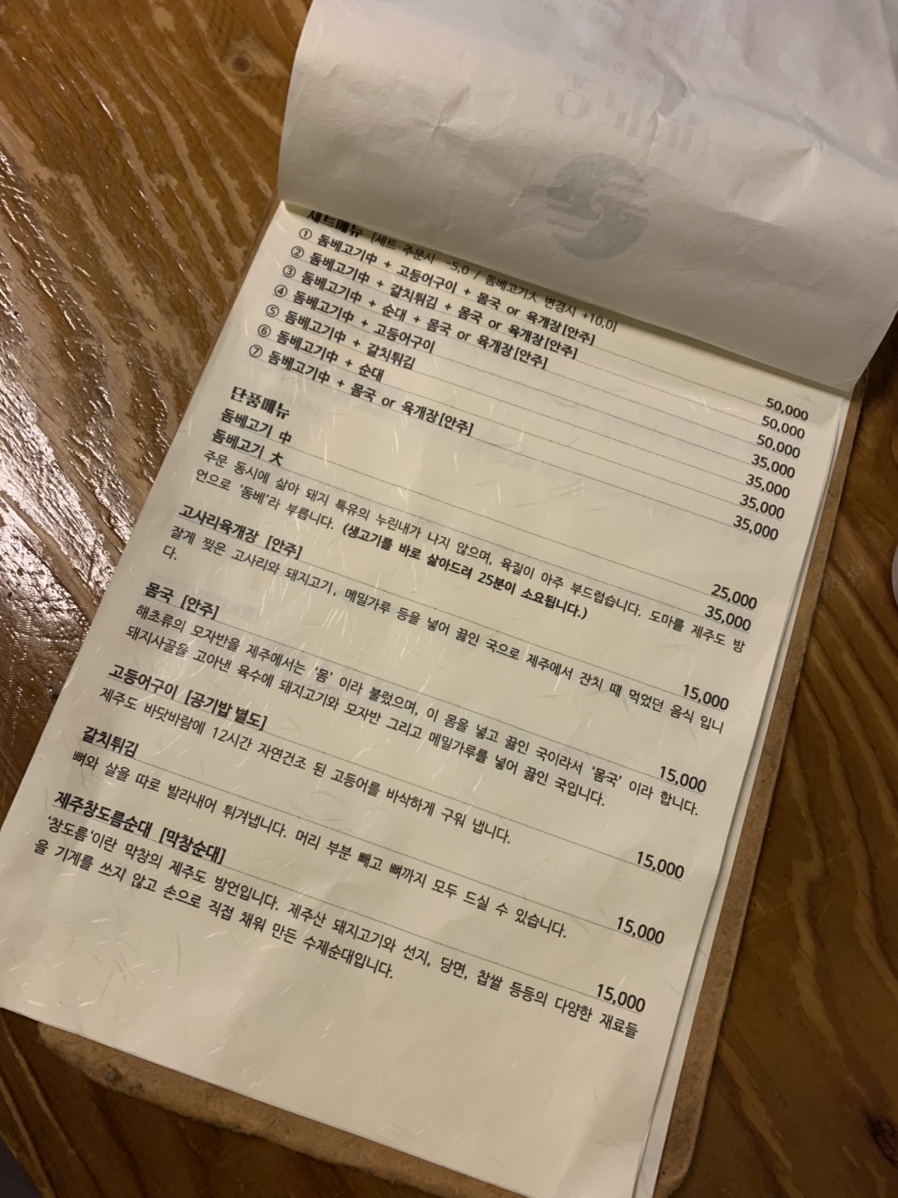 세트메뉴 [세트 주문시 -5,0 / 돔베고기大 변경시 +10,0]
① 돔베고기中 + 고등어구이 + 몸국 or 육개장[안주] 50,000
② 돔베고기中 + 갈치튀김 + 몸국 or 육개장[안주] 50,000
③ 돔베고기中 + 순대 + 몸국 or 육개장[안주] 50,000
④ 돔베고기中 + 고등어구이 35,000
⑤ 돔베고기中 + 갈치튀김 35,000
⑥ 돔베고기中 + 순대 35,000
⑦ 돔베고기中 + 몸국 or 육개장[안주] 35,000
단품메뉴
돔베고기 中 25,000
돔베고기 大 35,000
주문 동시에 삶아 돼지 특유의 누린내가 나지 않으며, 육질이 아주 부드럽습니다. 도마를 제주도 방
언으로 '돔베'라 부릅니다. (생고기를 바로 삶아드려 25분이 소요됩니다.)
고사리육개장 [안주] 15,000
잘게 찢은 고사리와 돼지고기, 메밀가루 등을 넣어 끓인 국으로 제주에서 잔치 때 먹었던 음식 입니
다.
몸국 [안주] 15,000
해초류의 모자반을 제주에서는 '몸' 이라 불렀으며, 이 몸을 넣고 끓인 국이라서 '몸국' 이라 합니다.
돼지사골을 고아낸 육수에 돼지고기와 모자반 그리고 메밀가루를 넣어 끓인 국입니다.
고등어구이 [공기밥 별도] 15,000
제주도 바닷바람에 12시간 자연건조 된 고등어를 바삭하게 구워 냅니다.
갈치튀김 15,000
뼈와 살을 따로 발라내어 튀겨냅니다. 머리 부분 빼고 뼈까지 모두 드실 수 있습니다.
제주창도름순대 [막창순대] 15,000
'창도름'이란 막창의 제주도 방언입니다. 제주산 돼지고기와 선지, 당면, 찹쌀 등등의 다양한 재료들
을 기계를 쓰지 않고 손으로 직접 채워 만든 수제순대입니다.